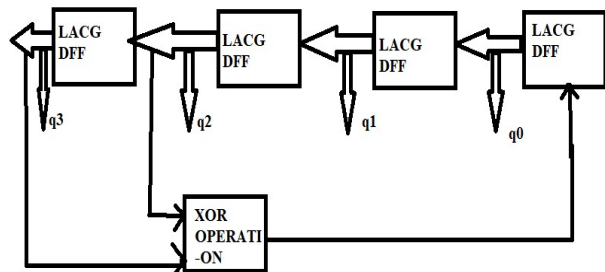 LACG
DFF
LACG
DFF
LACG
DFF
LACG
DFF
q3
q2
q1
q0
XOR
OPERATI
-ON